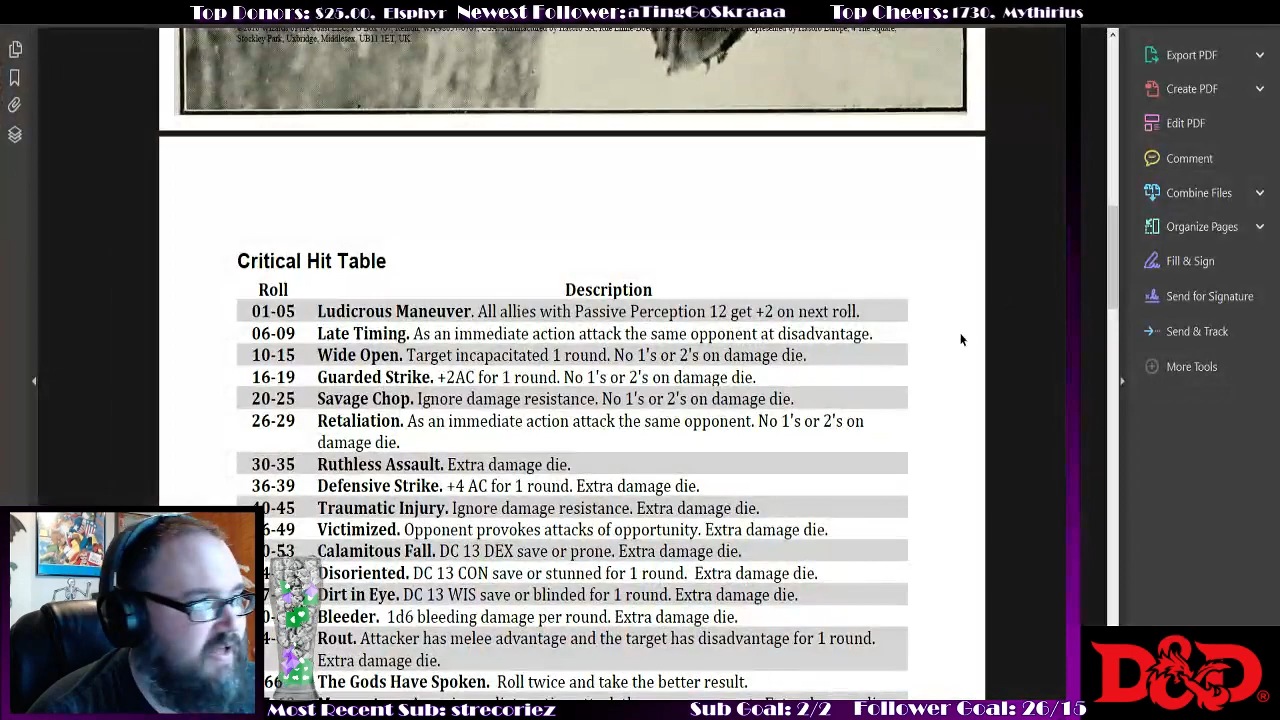 Top Donors: $25.00, Elsphyr Newest Follower:aTingGoSkraaa Top Cheers:1730, Mythirius
Stockley Park, Uxbridge, Middlesex, UB11 1ET, UK
Export PDF
Create PDF
Edit PDF
Comment
Combine Files
Organize Pages
Fill & Sign
Send for Signature
Send & Track
More Tools
Critical Hit Table
Roll Description
01-05 Ludicrous Maneuver. All allies with Passive Perception 12 get +2 on next roll.
06-09 Late Timing. As an immediate action attack the same opponent at disadvantage.
10-15 Wide Open. Target incapacitated 1 round. No 1's or 2's on damage die.
16-19 Guarded Strike. +2AC for 1 round. No 1's or 2's on damage die.
20-25 Savage Chop. Ignore damage resistance. No 1's or 2's on damage die.
26-29 Retaliation. As an immediate action attack the same opponent. No 1's or 2's on
damage die.
30-35 Ruthless Assault. Extra damage die.
36-39 Defensive Strike. +4 AC for 1 round. Extra damage die.
40-45 Traumatic Injury. Ignore damage resistance. Extra damage die.
-49 Victimized. Opponent provokes attacks of opportunity. Extra damage die.
-53 Calamitous Fall. DC 13 DEX save or prone. Extra damage die.
Disoriented. DC 13 CON save or stunned for 1 round. Extra damage die.
Dirt in Eye. DC 13 WIS save or blinded for 1 round. Extra damage die.
Bleeder. 1d6 bleeding damage per round. Extra damage die.
Rout. Attacker has melee advantage and the target has disadvantage for 1 round.
Extra damage die.
66 The Gods Have Spoken. Roll twice and take the better result.
D&D
Most Recent Sub: strecoriez Sub Goal: 2/2 Follower Goal: 26/15